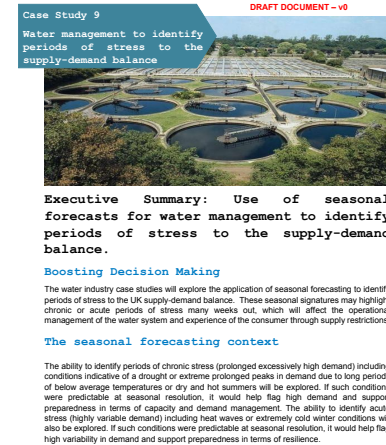 DRAFT DOCUMENT – v0
Case Study 9
Water management to identify
periods of stress to the
supply-demand balance
Executive Summary: Use of seasonal
forecasts for water management to identify
periods of stress to the supply-demand
balance.
Boosting Decision Making
The water industry case studies will explore the application of seasonal forecasting to identify
periods of stress to the UK supply-demand balance. These seasonal signatures may highlight
chronic or acute periods of stress many weeks out, which will affect the operational
management of the water system and experience of the consumer through supply restrictions.
The seasonal forecasting context
The ability to identify periods of chronic stress (prolonged excessively high demand) including
conditions indicative of a drought or extreme prolonged peaks in demand due to long periods
of below average temperatures or dry and hot summers will be explored. If such conditions
were predictable at seasonal resolution, it would help flag high demand and support
preparedness in terms of capacity and demand management. The ability to identify acute
stress (highly variable demand) including heat waves or extremely cold winter conditions will
also be explored. If such conditions were predictable at seasonal resolution, it would help flag
high variability in demand and support preparedness in terms of resilience.